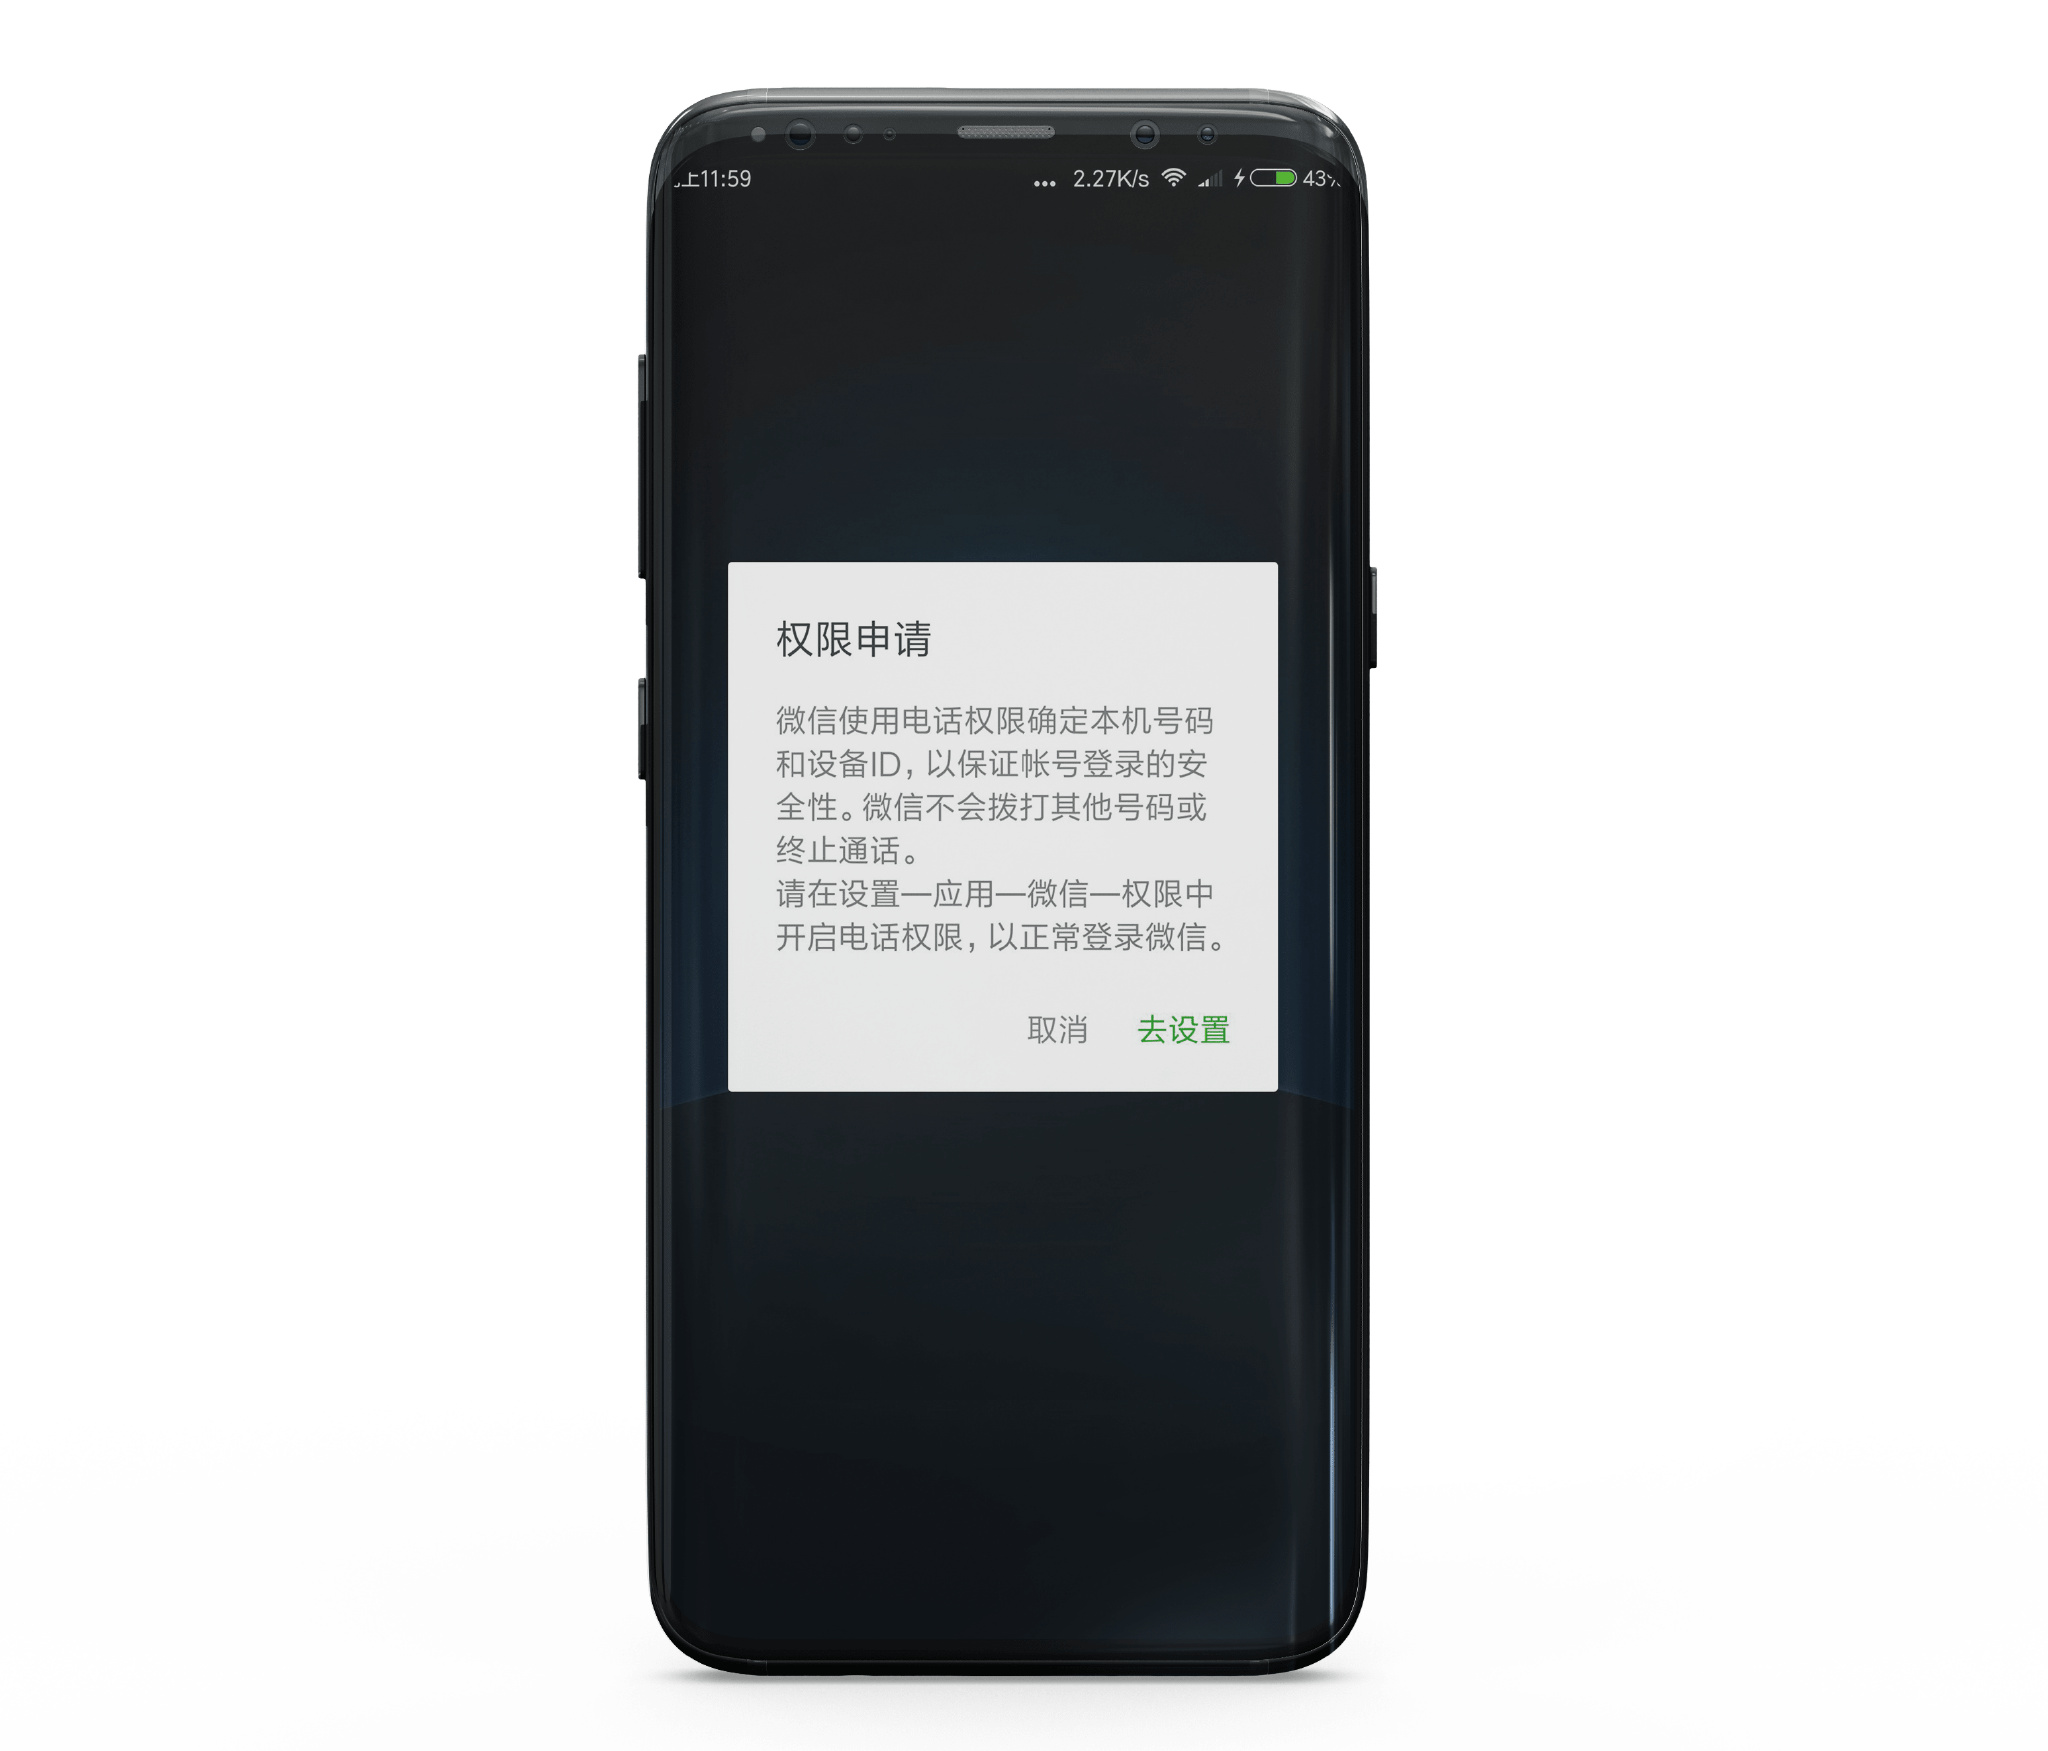 上11:59
... 2.27K/s 43%
权限申请
微信使用电话权限确定本机号码
和设备ID，以保证帐号登录的安
全性。微信不会拨打其他号码或
终止通话。
请在设置—应用—微信—权限中
开启电话权限，以正常登录微信。
取消 去设置